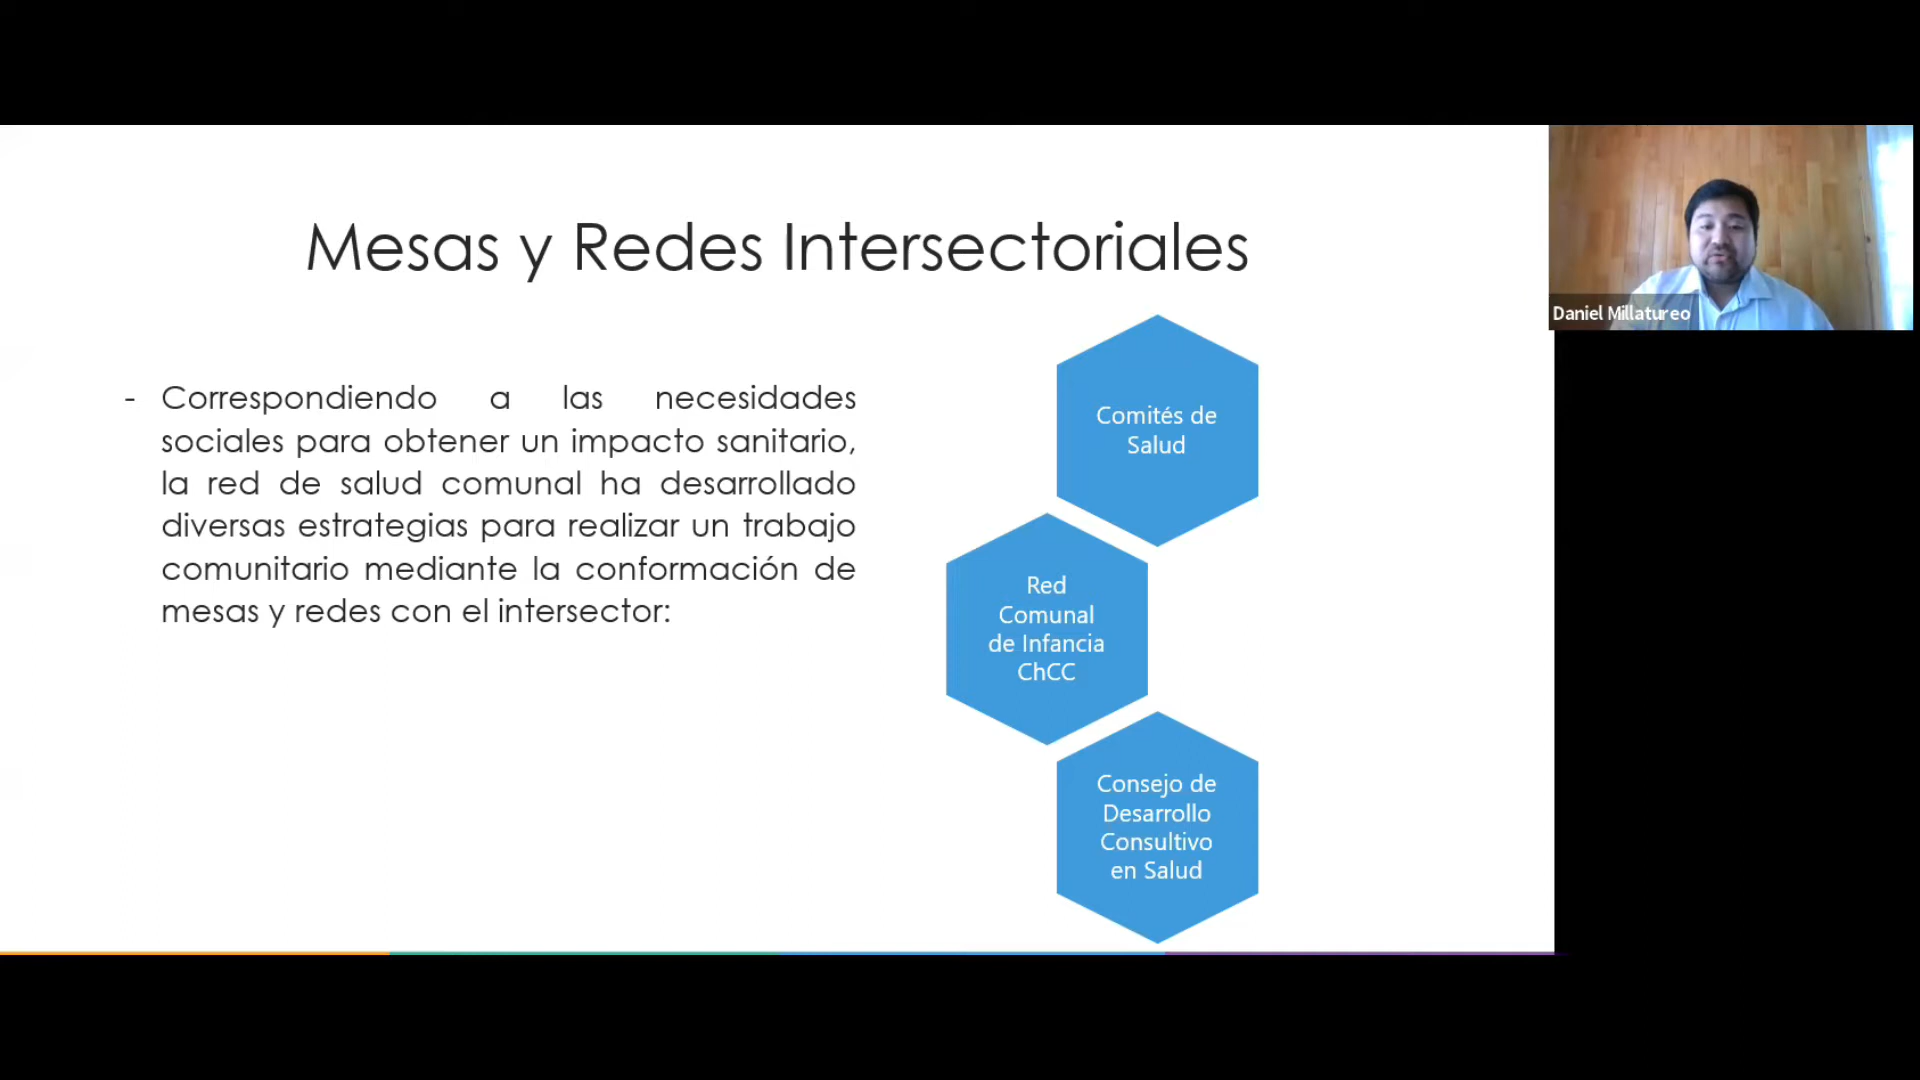 Mesas y Redes Intersectoriales
- Correspondiendo a las necesidades
sociales para obtener un impacto sanitario,
la red de salud comunal ha desarrollado
diversas estrategias para realizar un trabajo
comunitario mediante la conformación de
mesas y redes con el intersector:
Comités de
Salud
Red
Comunal
de Infancia
ChCC
Consejo de
Desarrollo
Consultivo
en Salud
Daniel Millatureo